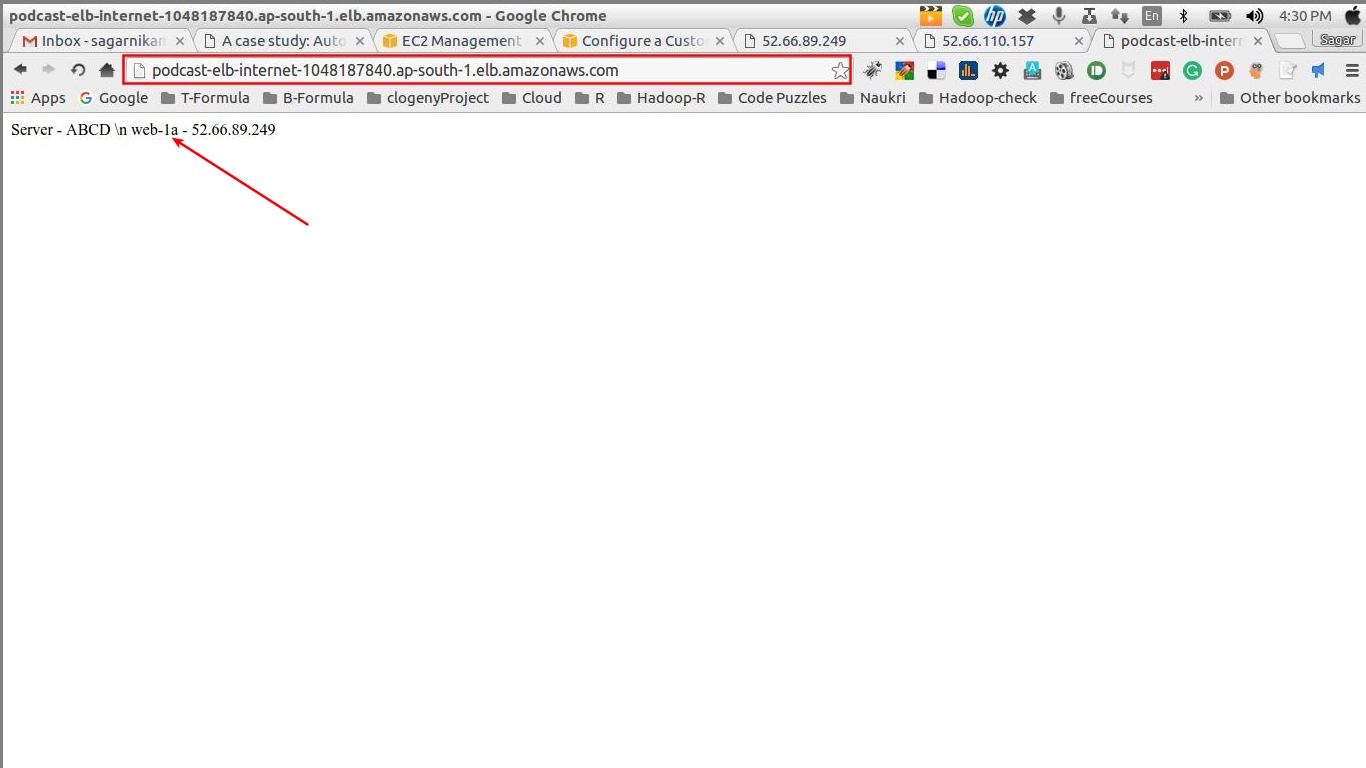 podcast-elb-internet-1048187840.ap-south-1.elb.amazonaws.com - Google Chrome
En 4:30 PM
Inbox - sagarnikam A case study: Auto EC2 Management Configure a Custo 52.66.89.249 52.66.110.157 podcast-elb-intern Sagar
podcast-elb-internet-1048187840.ap-south-1.elb.amazonaws.com
Apps Google T-Formula B-Formula clogenyProject Cloud R Hadoop-R Code Puzzles Naukri Hadoop-check freeCourses » Other bookmarks
Server - ABCD \n web-1a - 52.66.89.249